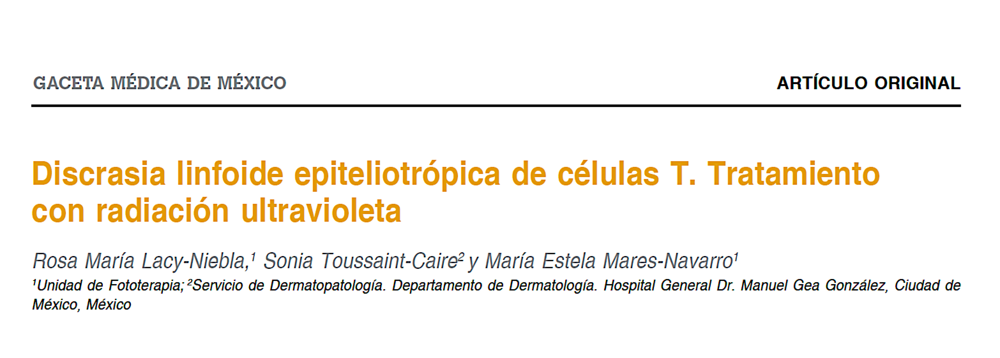 GACETA MÉDICA DE MÉXICO
ARTÍCULO ORIGINAL
Discrasia linfoide epiteliotrópica de células T. Tratamiento
con radiación ultravioleta
Rosa María Lacy-Niebla,¹ Sonia Toussaint-Caire² y María Estela Mares-Navarro¹
¹Unidad de Fototerapia; ²Servicio de Dermatopatología. Departamento de Dermatología. Hospital General Dr. Manuel Gea González, Ciudad de
México, México